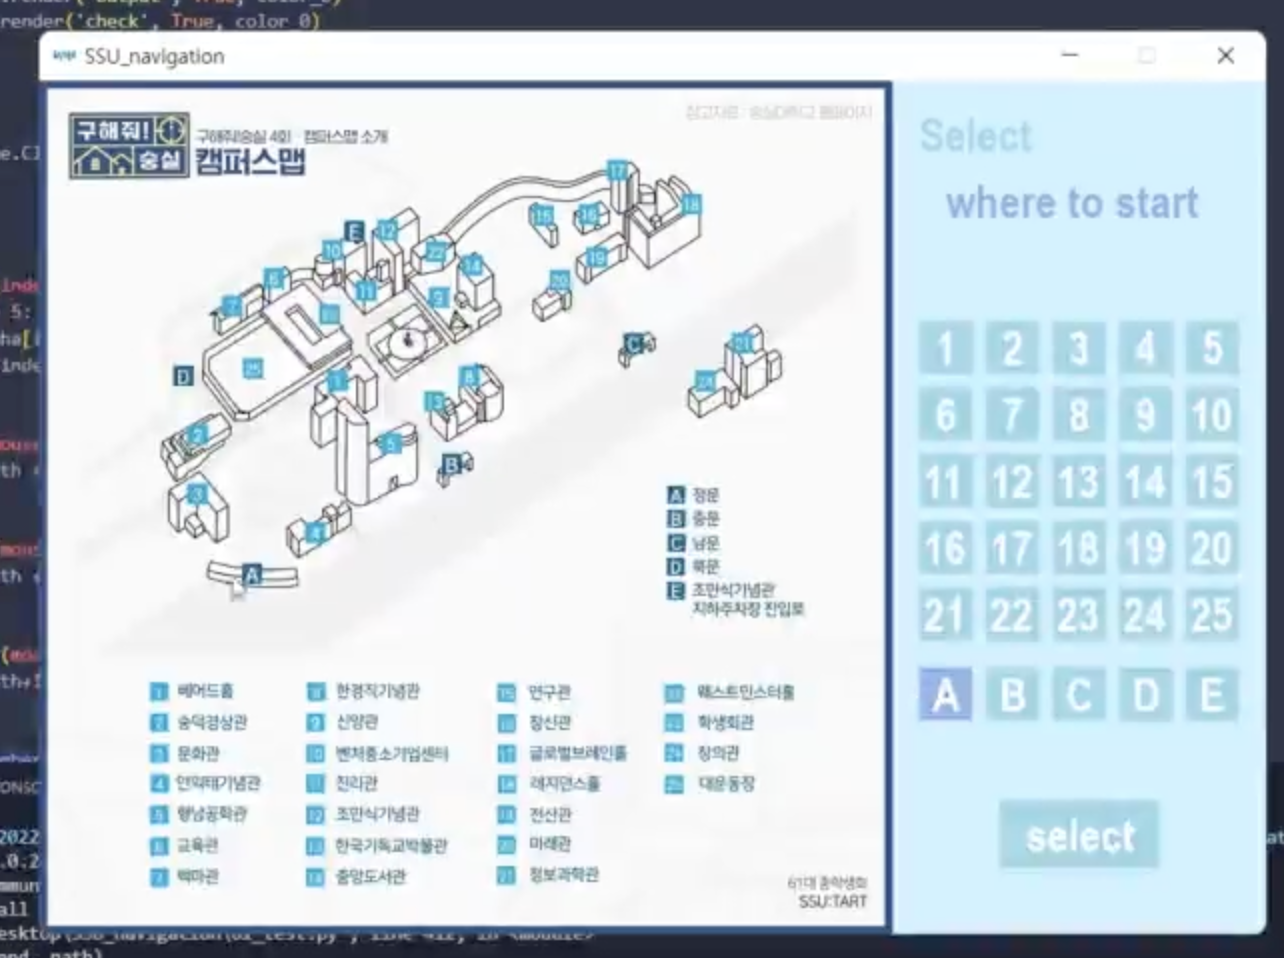 render('check', True, color_0)
SSU_navigation
참고자료 : 숭실대학교 홈페이지
구해줘!
숭실
구해줘!숭실 4회 - 캠퍼스맵 소개
캠퍼스맵
Select
where to start
17
18
16
E
12
10
22
19
14
6
11
9
20
7
C
21
D
25
1
8
24
13
2
5
B
3
4
A
A 정문
B 중문
C 남문
D 쪽문
E 조만식기념관
지하주차장 진입로
1 2 3 4 5
6 7 8 9 10
11 12 13 14 15
16 17 18 19 20
21 22 23 24 25
A B C D E
select
1 베어드홀
2 숭덕경상관
3 문화관
4 안익태기념관
5 형남공학관
6 교육관
7 백마관
8 한경직기념관
9 신양관
10 벤처중소기업센터
11 진리관
12 조만식기념관
13 한국기독교박물관
14 중앙도서관
15 연구관
16 창신관
17 글로벌브레인홀
18 레지던스홀
19 전산관
20 미래관
21 정보과학관
22 웨스트민스터홀
23 학생회관
24 창의관
25 대운동장
61대 총학생회
SSU:TART